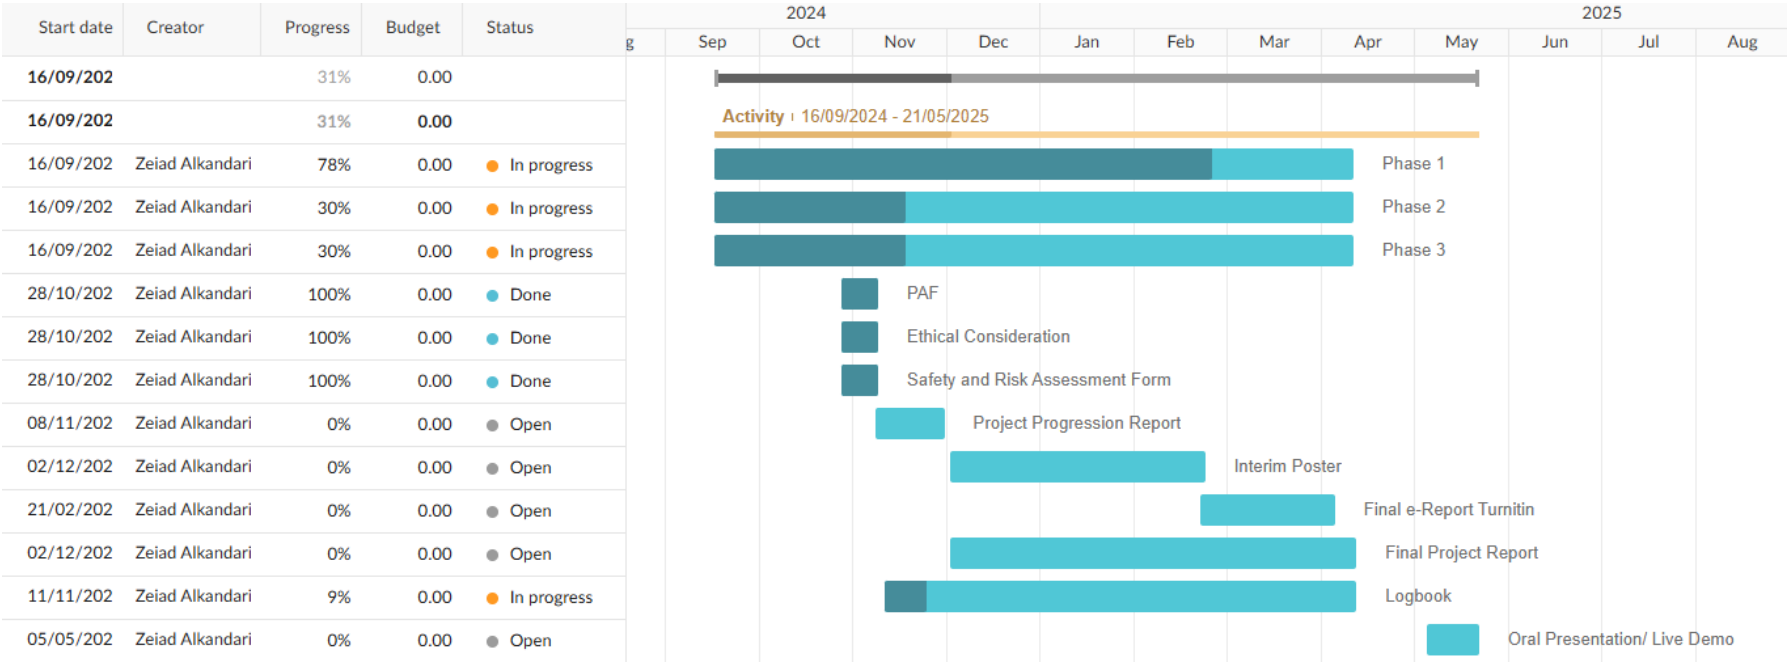 2024 2025
Start date Creator Progress Budget Status g Sep Oct Nov Dec Jan Feb Mar Apr May Jun Jul Aug
16/09/202 31% 0.00
16/09/202 31% 0.00 Activity 16/09/2024 - 21/05/2025
16/09/202 Zeiad Alkandari 78% 0.00 In progress Phase 1
16/09/202 Zeiad Alkandari 30% 0.00 In progress Phase 2
16/09/202 Zeiad Alkandari 30% 0.00 In progress Phase 3
28/10/202 Zeiad Alkandari 100% 0.00 Done PAF
28/10/202 Zeiad Alkandari 100% 0.00 Done Ethical Consideration
28/10/202 Zeiad Alkandari 100% 0.00 Done Safety and Risk Assessment Form
08/11/202 Zeiad Alkandari 0% 0.00 Open Project Progression Report
02/12/202 Zeiad Alkandari 0% 0.00 Open Interim Poster
21/02/202 Zeiad Alkandari 0% 0.00 Open Final e-Report Turnitin
02/12/202 Zeiad Alkandari 0% 0.00 Open Final Project Report
11/11/202 Zeiad Alkandari 9% 0.00 In progress Logbook
05/05/202 Zeiad Alkandari 0% 0.00 Open Oral Presentation/ Live Demo